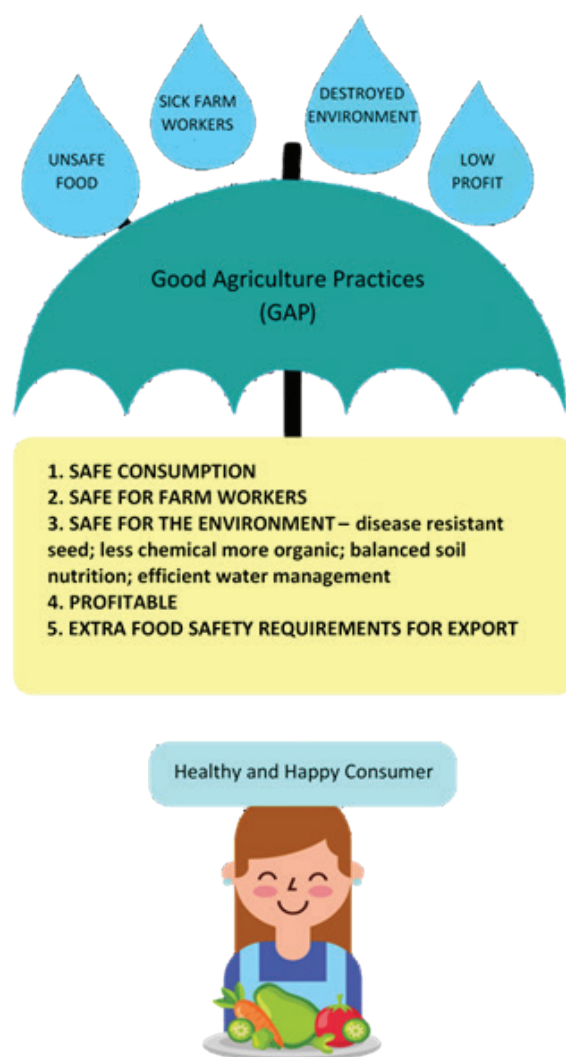 UNSAFE
FOOD
SICK FARM
WORKERS
DESTROYED
ENVIRONMENT
LOW
PROFIT
Good Agriculture Practices
(GAP)
1. SAFE CONSUMPTION
2. SAFE FOR FARM WORKERS
3. SAFE FOR THE ENVIRONMENT – disease resistant
seed; less chemical more organic; balanced soil
nutrition; efficient water management
4. PROFITABLE
5. EXTRA FOOD SAFETY REQUIREMENTS FOR EXPORT
Healthy and Happy Consumer